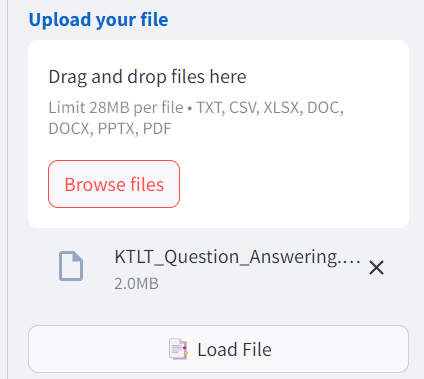 Upload your file
Drag and drop files here
Limit 28MB per file • TXT, CSV, XLSX, DOC,
DOCX, PPTX, PDF
Browse files
KTLT_Question_Answering....
2.0MB
Load File